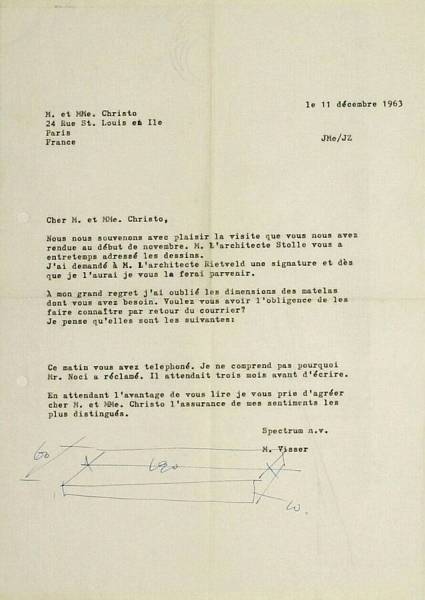 le 11 décembre 1963
M. et MMe. Christo
24 Rue St. Louis en Ile
Paris
France
JMe/JZ
Cher M. et MMe. Christo,
Nous nous souvenons avec plaisir la visite que vous nous avez
rendue au début de novembre. M. L'architecte Stolle vous a
entretemps adressé les dessins.
J'ai demandé à M. L'architecte Rietveld une signature et dès
que je l'aurai je vous la ferai parvenir.
A mon grand regret j'ai oublié les dimensions des matelas
dont vous avez besoin. Voulez vous avoir l'obligence de les
faire connaître par retour du courrier?
Je pense qu'elles sont les suivantes:
Ce matin vous avez telephoné. Je ne comprend pas pourquoi
Mr. Noci a réclamé. Il attendait trois mois avant d'écrire.
En attendant l'avantage de vous lire je vous prie d'agréer
cher M. et MMe. Christo l'assurance de mes sentiments les
plus distingués.
Spectrum n.v.
M. Visser
60
10.